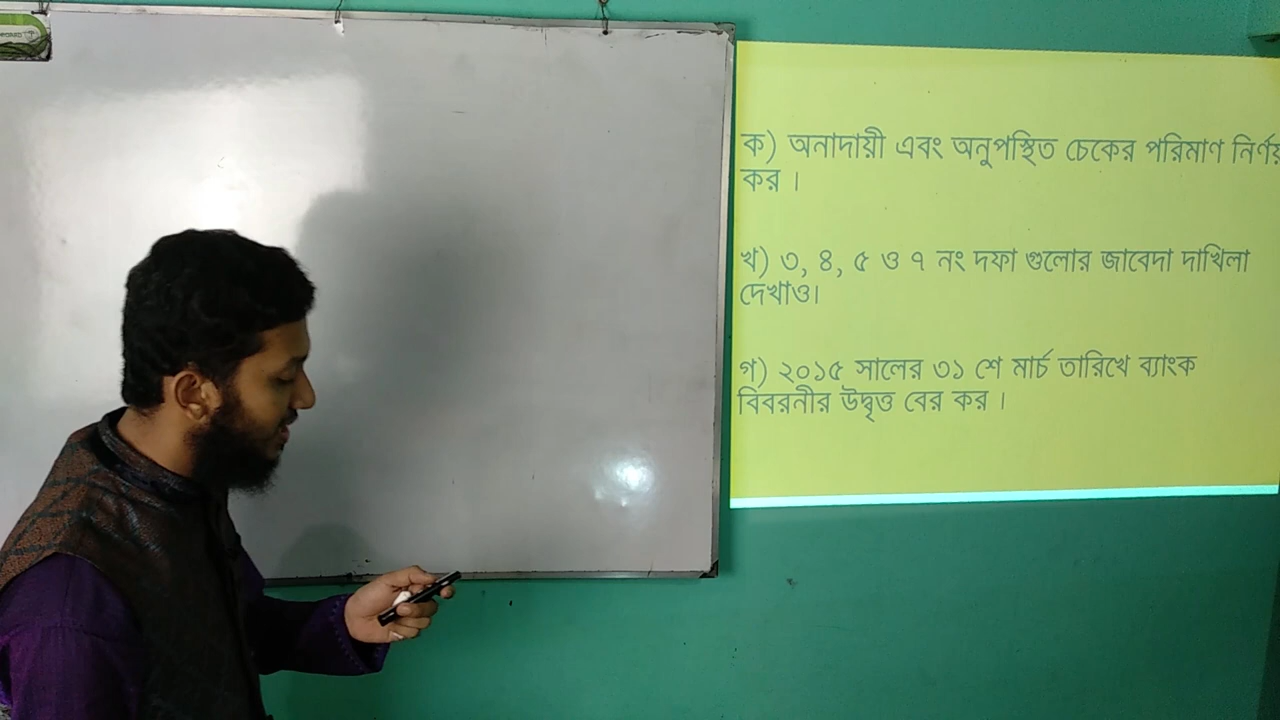 ক) অনাদায়ী এবং অনুপস্থিত চেকের পরিমাণ নির্ণয়
কর ।
খ) ৩, ৪, ৫ ও ৭ নং দফা গুলোর জাবেদা দাখিলা
দেখাও।
গ) ২০১৫ সালের ৩১ শে মার্চ তারিখে ব্যাংক
বিবরনীর উদ্বৃত্ত বের কর ।